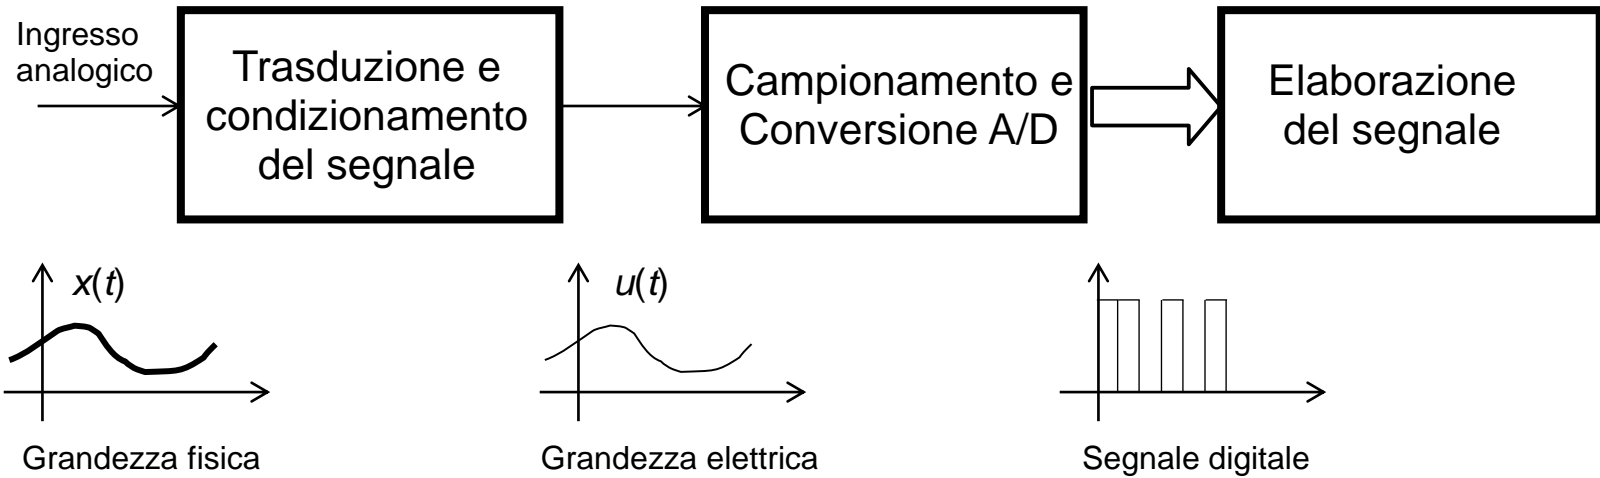 Ingresso
analogico
Trasduzione e
condizionamento
del segnale
Campionamento e
Conversione A/D
Elaborazione
del segnale
x(t)
u(t)
Grandezza fisica
Grandezza elettrica
Segnale digitale